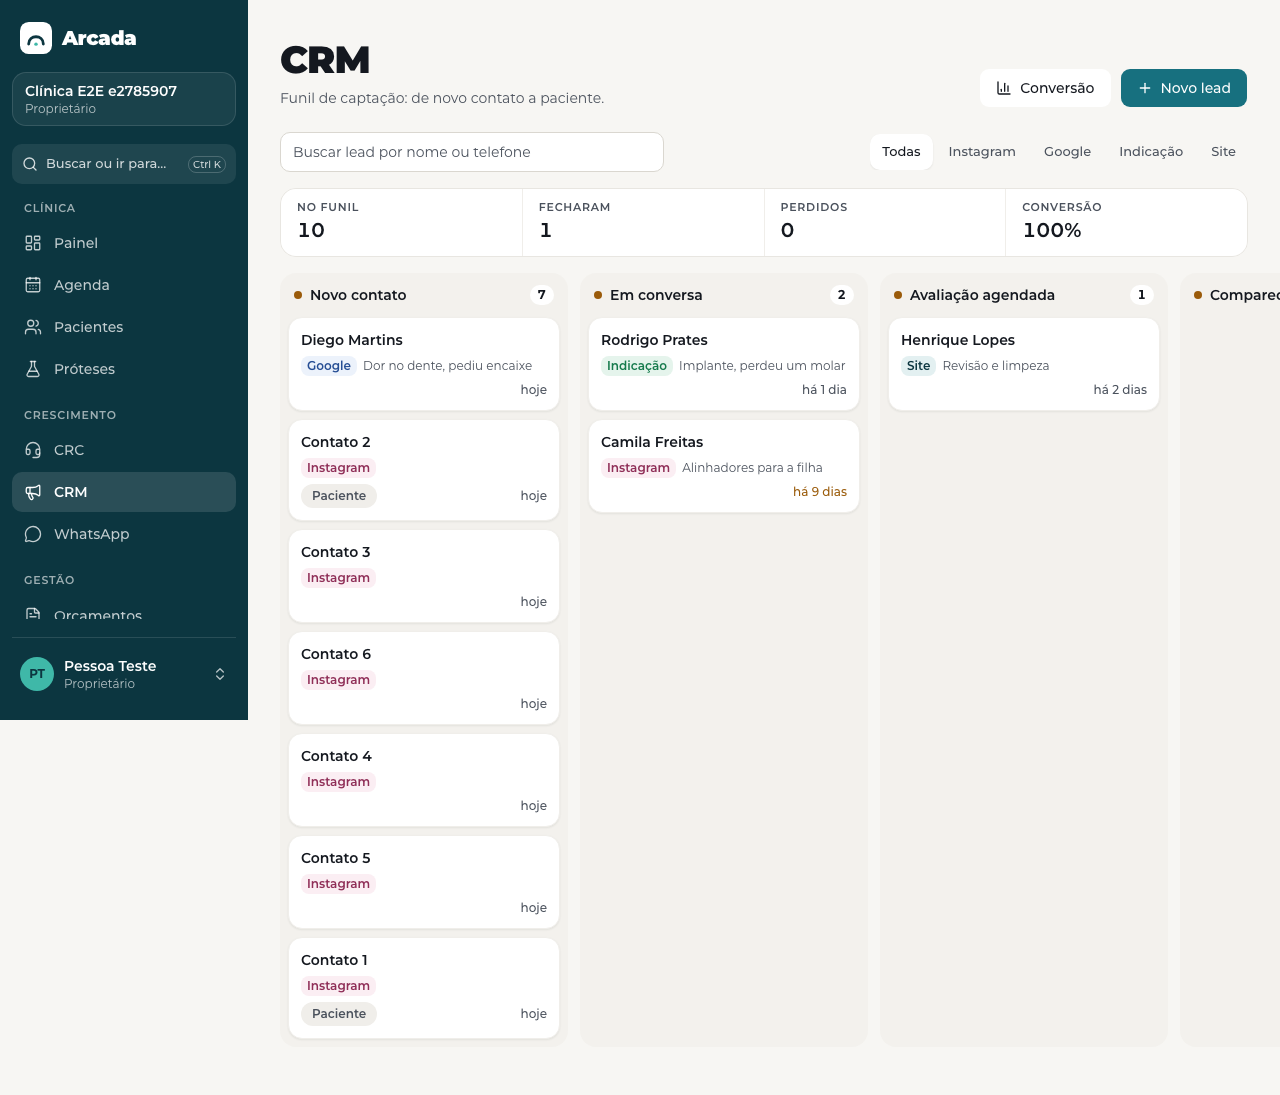 Arcada
Clínica E2E e2785907
Proprietário
Buscar ou ir para...
Ctrl K
CLÍNICA
Painel
Agenda
Pacientes
Próteses
CRESCIMENTO
CRC
CRM
WhatsApp
GESTÃO
Orçamentos
PT
Pessoa Teste
Proprietário
CRM
Funil de captação: de novo contato a paciente.
Conversão
Novo lead
Buscar lead por nome ou telefone
Todas
Instagram
Google
Indicação
Site
NO FUNIL
10
FECHARAM
1
PERDIDOS
0
CONVERSÃO
100%
Novo contato
7
Diego Martins
Google Dor no dente, pediu encaixe
hoje
Contato 2
Instagram
Paciente hoje
Contato 3
Instagram
hoje
Contato 6
Instagram
hoje
Contato 4
Instagram
hoje
Contato 5
Instagram
hoje
Contato 1
Instagram
Paciente hoje
Em conversa
2
Rodrigo Prates
Indicação Implante, perdeu um molar
há 1 dia
Camila Freitas
Instagram Alinhadores para a filha
há 9 dias
Avaliação agendada
1
Henrique Lopes
Site Revisão e limpeza
há 2 dias
Comparec